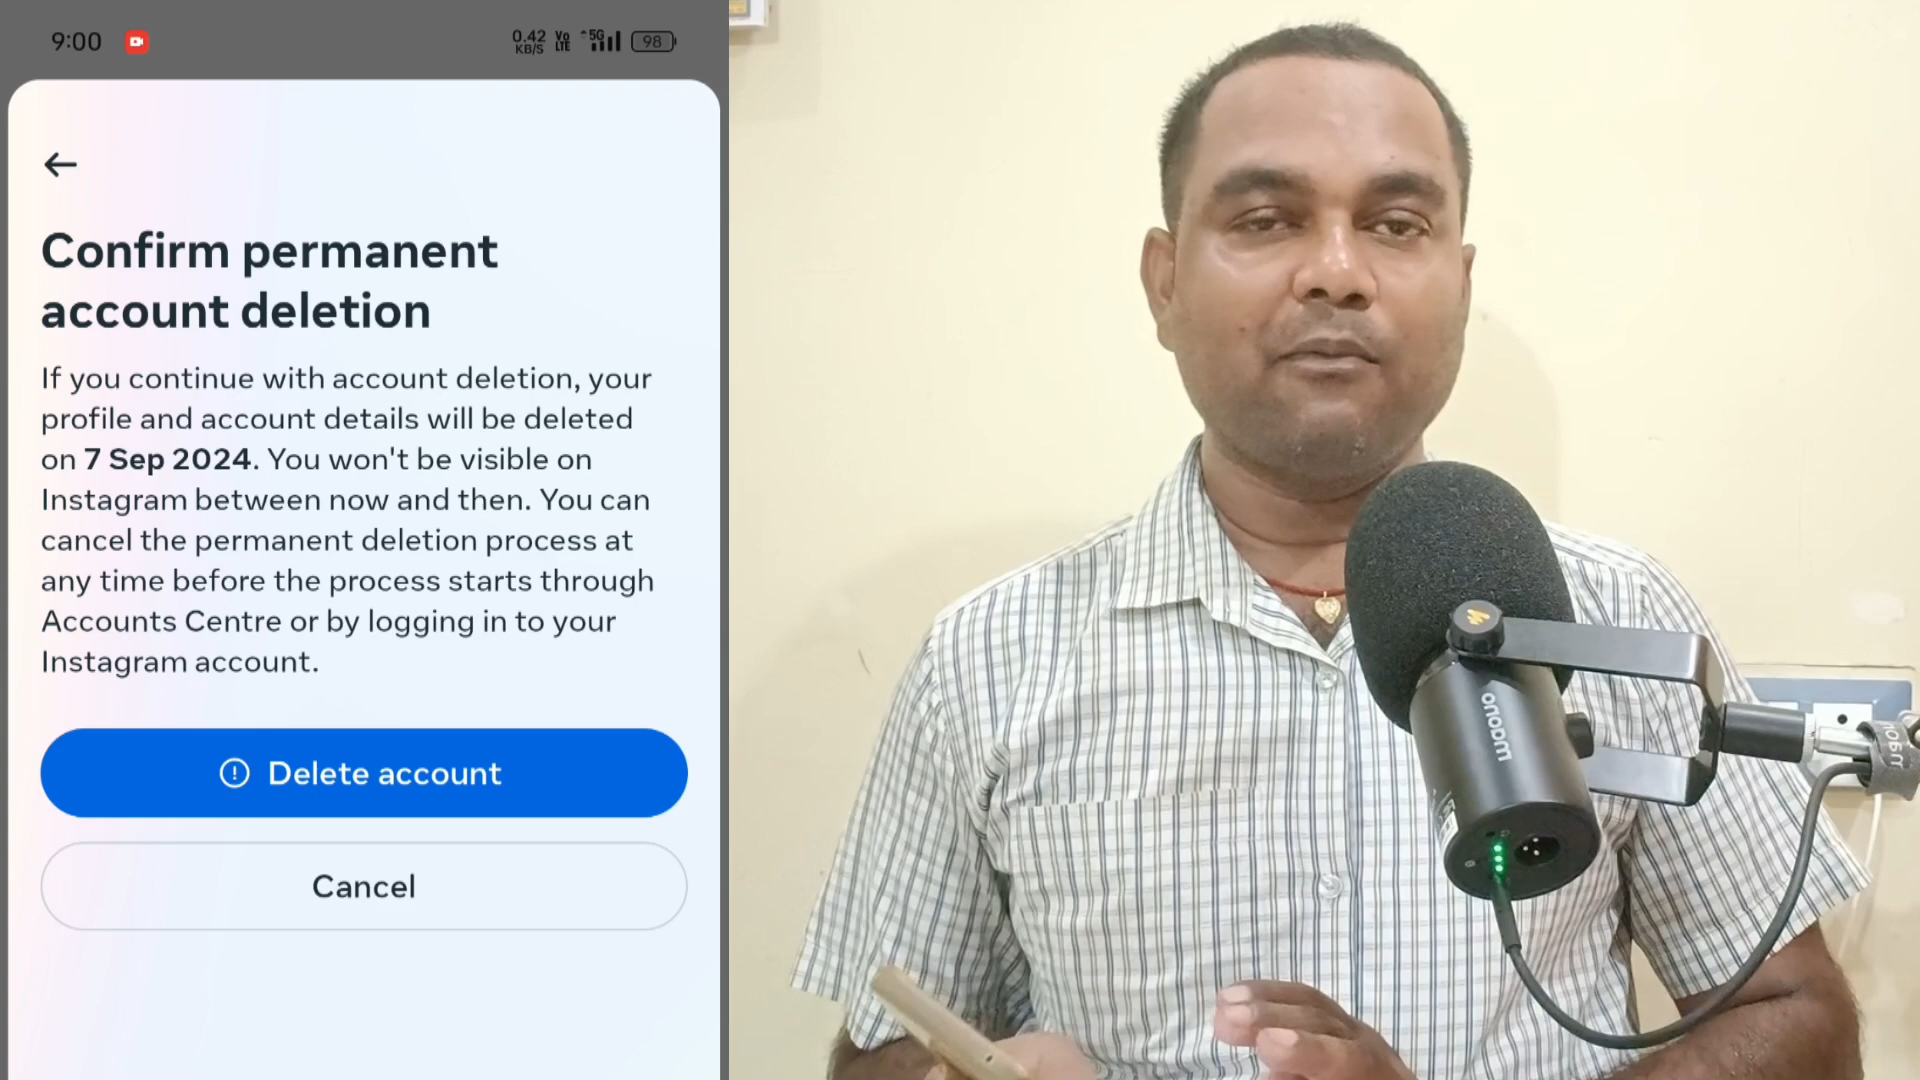 9:00
0.42 KB/S Vo LTE 5G 98
Confirm permanent
account deletion
If you continue with account deletion, your
profile and account details will be deleted
on 7 Sep 2024. You won't be visible on
Instagram between now and then. You can
cancel the permanent deletion process at
any time before the process starts through
Accounts Centre or by logging in to your
Instagram account.
Delete account
Cancel
maono